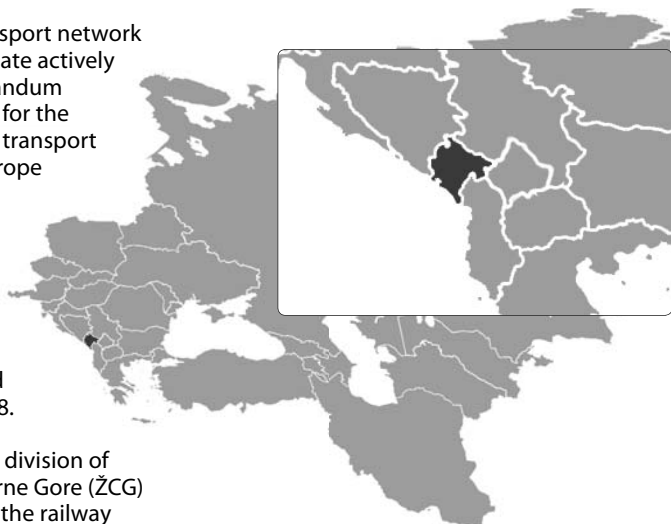 sport network
ate actively
andum
for the
transport
rope
8.
division of
rne Gore (ŽCG)
the railway